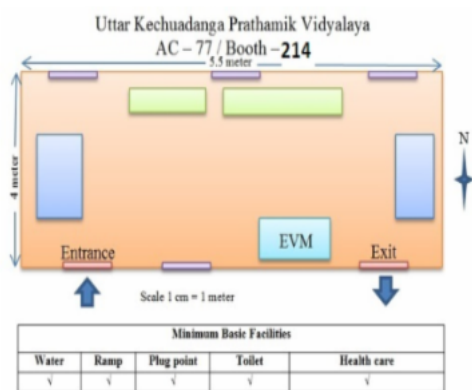 Uttar Kechuadanga Prathamik Vidyalaya
AC – 77 / Booth –214
5.5 meter
4 meter
N
EVM
Entrance
Exit
Scale 1 cm = 1 meter
Minimum Basic Facilities
Water Ramp Plug point Toilet Health care
√ √ √ √ √